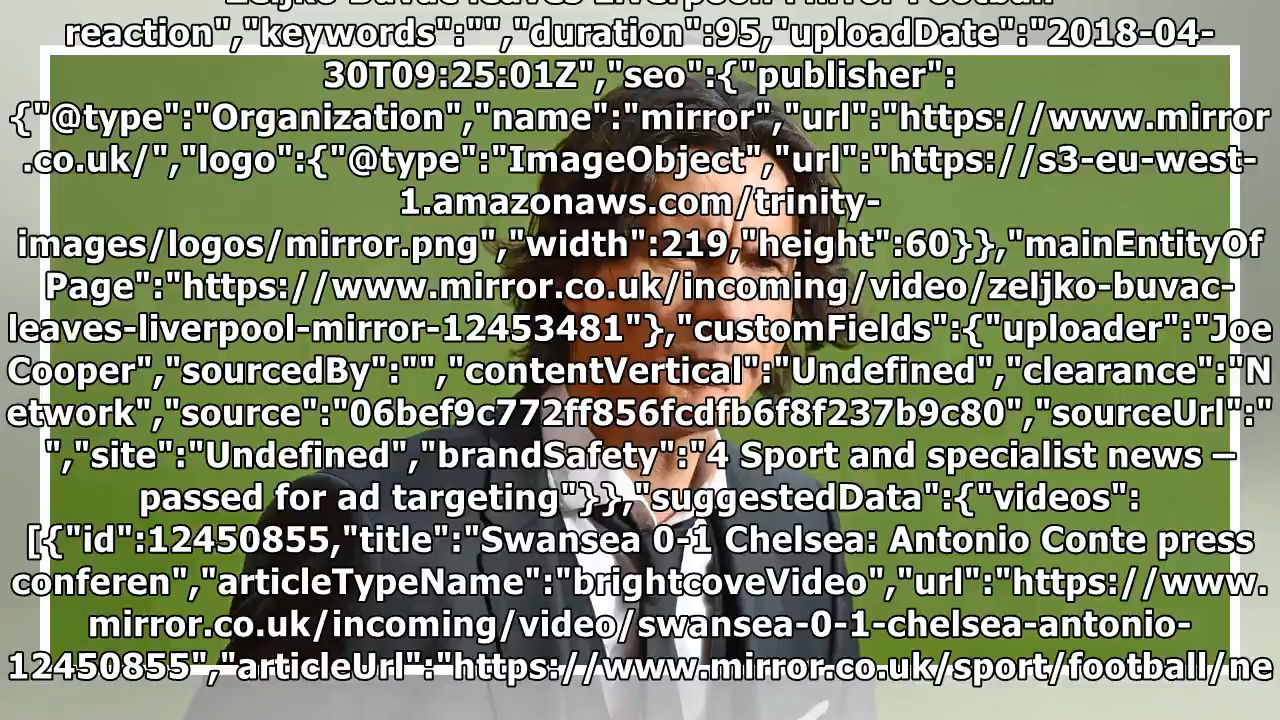 Zeljko Buvac leaves Liverpool Mirror Football
reaction","keywords":"","duration":95,"uploadDate":"2018-04-
30T09:25:01Z","seo":{"publisher":
{"@type":"Organization","name":"mirror","url":"https://www.mirror
.co.uk/","logo":{"@type":"ImageObject","url":"https://s3-eu-west-
1.amazonaws.com/trinity-
images/logos/mirror.png","width":219,"height":60}},"mainEntityOf
Page":"https://www.mirror.co.uk/incoming/video/zeljko-buvac-
leaves-liverpool-mirror-12453481"},"customFields":{"uploader":"Joe
Cooper","sourcedBy":"","contentVertical":"Undefined","clearance":"N
etwork","source":"06bef9c772ff856fcdfb6f8f237b9c80","sourceUrl":"
","site":"Undefined","brandSafety":"4 Sport and specialist news –
passed for ad targeting"}},"suggestedData":{"videos":
[{"id":12450855,"title":"Swansea 0-1 Chelsea: Antonio Conte press
conferen","articleTypeName":"brightcoveVideo","url":"https://www.
mirror.co.uk/incoming/video/swansea-0-1-chelsea-antonio-
12450855","articleUrl":"https://www.mirror.co.uk/sport/football/ne